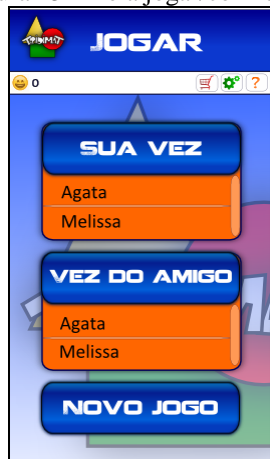 JOGAR
0
?
SUA VEZ
Agata
Melissa
VEZ DO AMIGO
Agata
Melissa
NOVO JOGO